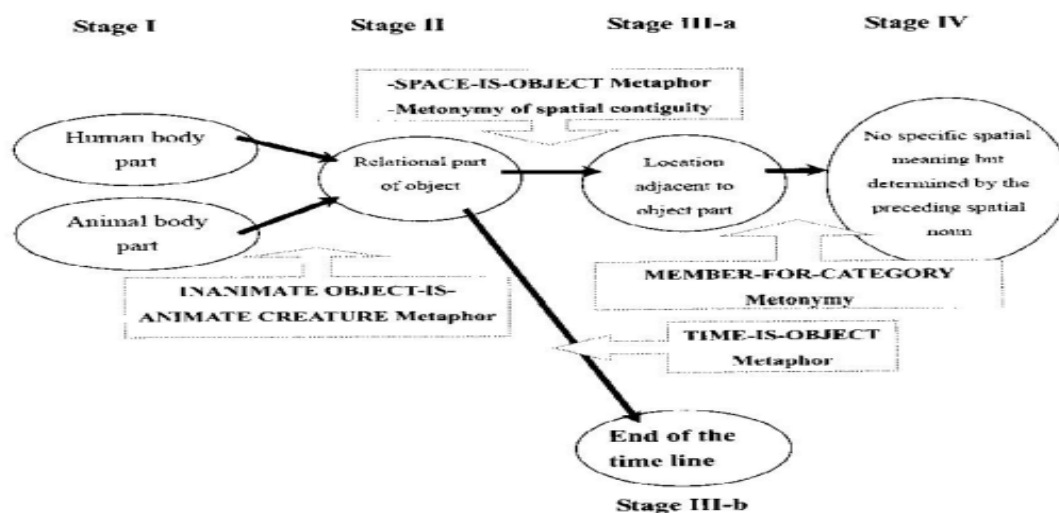 Stage I
Stage II
Stage III-a
Stage IV
-SPACE-IS-OBJECT Metaphor
-Metonymy of spatial contiguity
Human body
part
Animal body
part
Relational part
of object
Location
adjacent to
object part
No specific spatial
meaning but
determined by the
preceding spatial
noun
INANIMATE OBJECT-IS-
ANIMATE CREATURE Metaphor
MEMBER-FOR-CATEGORY
Metonymy
TIME-IS-OBJECT
Metaphor
End of the
time line
Stage III-b